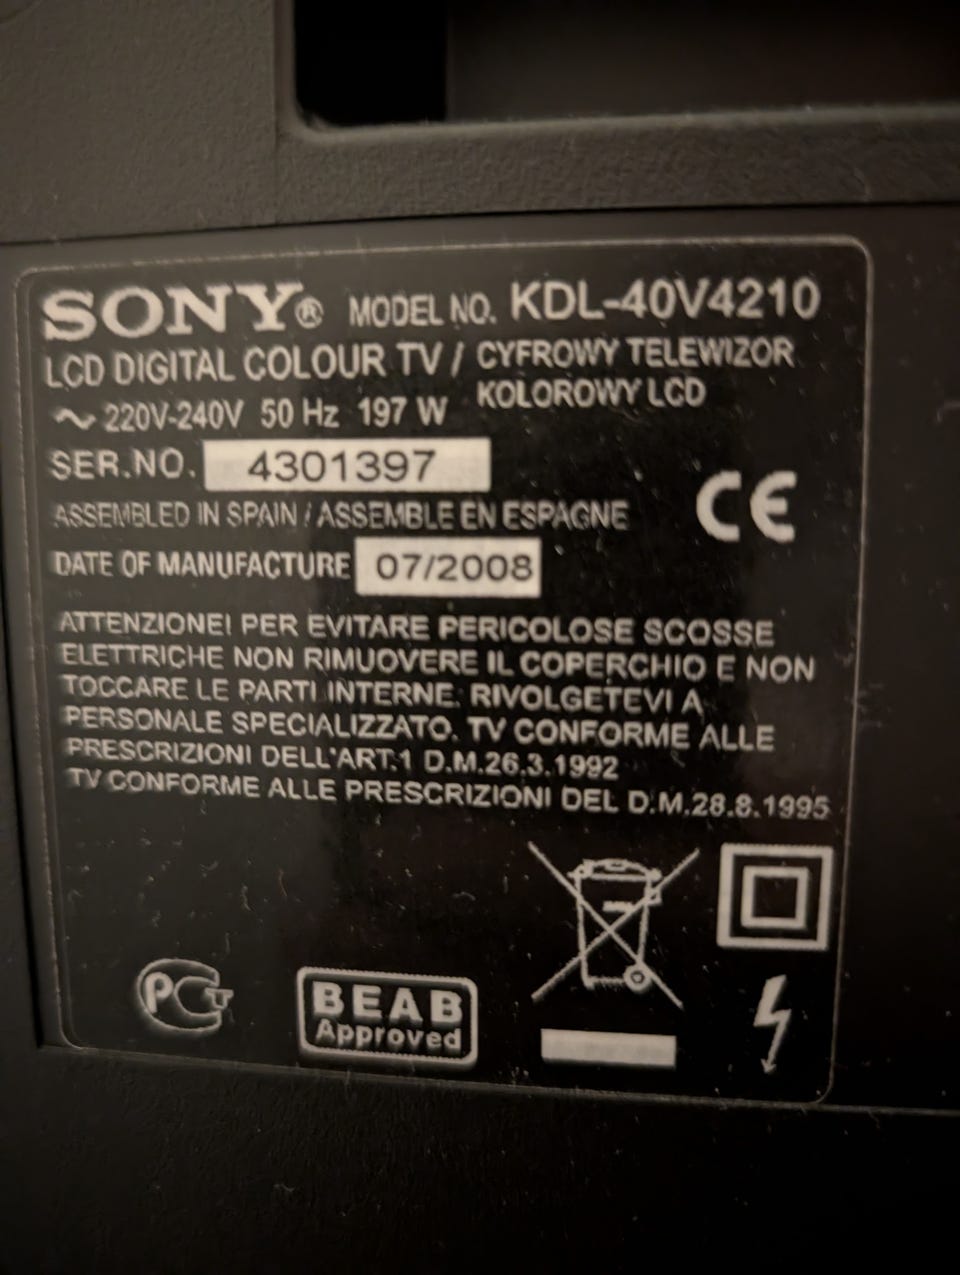 SONY® MODEL NO. KDL-40V4210
LCD DIGITAL COLOUR TV / CYFROWY TELEWIZOR
KOLOROWY LCD
~ 220V-240V 50 Hz 197 W
SER.NO. 4301397
ASSEMBLED IN SPAIN / ASSEMBLE EN ESPAGNE
CE
DATE OF MANUFACTURE 07/2008
ATTENZIONE! PER EVITARE PERICOLOSE SCOSSE
ELETTRICHE NON RIMUOVERE IL COPERCHIO E NON
TOCCARE LE PARTI INTERNE. RIVOLGETEVI A
PERSONALE SPECIALIZZATO. TV CONFORME ALLE
PRESCRIZIONI DELL'ART.1 D.M.26.3.1992
TV CONFORME ALLE PRESCRIZIONI DEL D.M.28.8.1995
PCT
BEAB
Approved